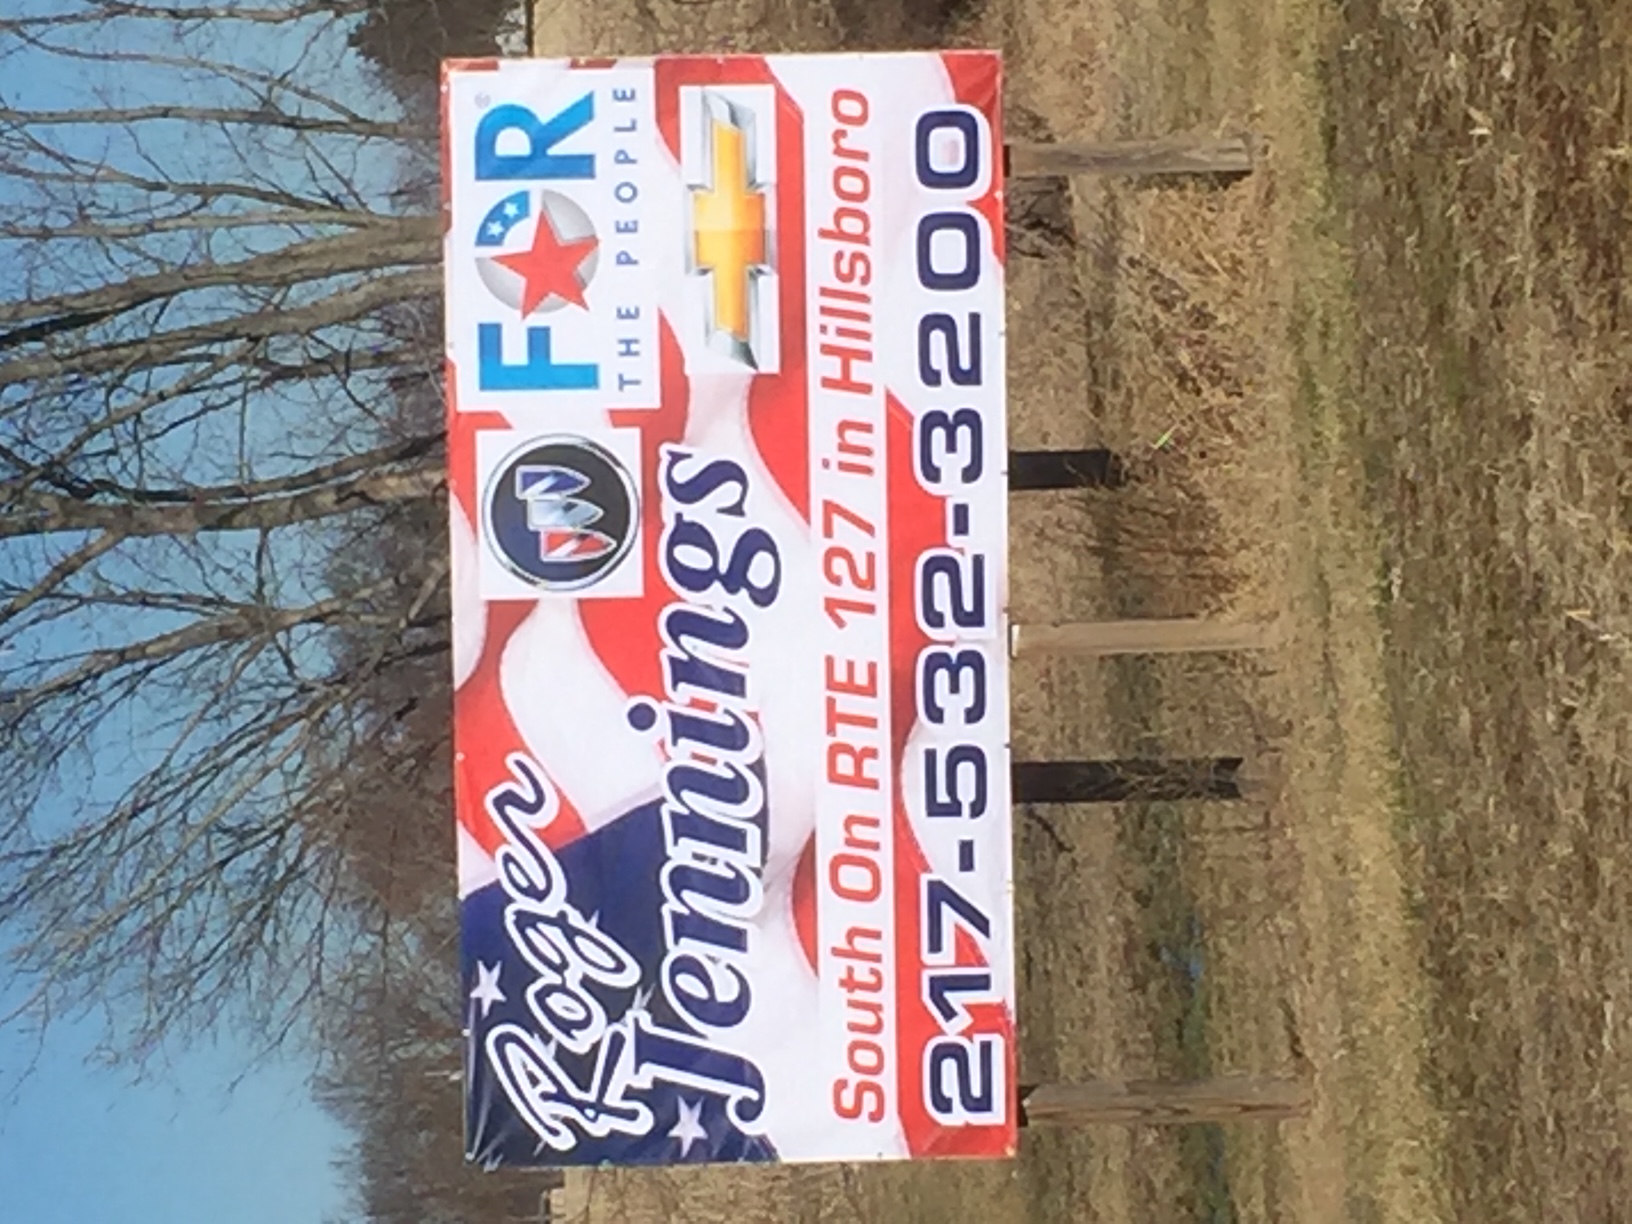 Roger
Jennings
FOR®
THE PEOPLE
South On RTE 127 in Hillsboro
217-532-3200